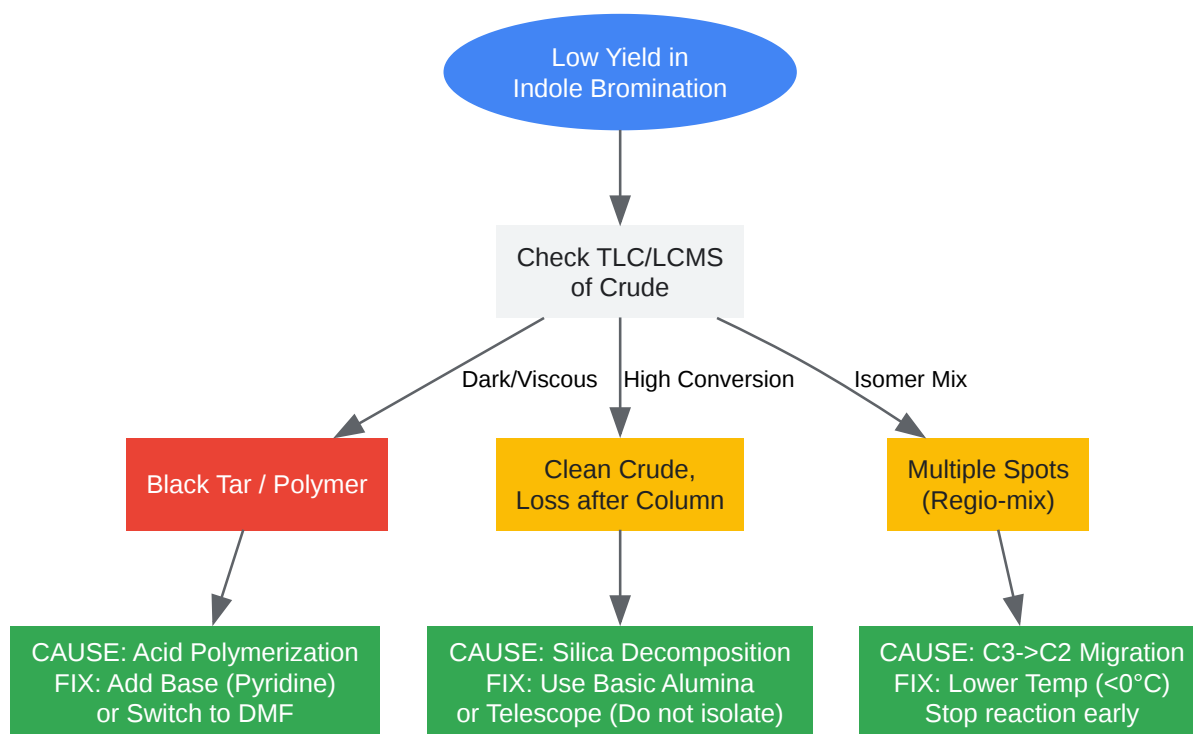 Low Yield in
Indole Bromination
Check TLC/LCMS
of Crude
Dark/Viscous
High Conversion
Isomer Mix
Black Tar / Polymer
Clean Crude,
Loss after Column
Multiple Spots
(Regio-mix)
CAUSE: Acid Polymerization
FIX: Add Base (Pyridine)
or Switch to DMF
CAUSE: Silica Decomposition
FIX: Use Basic Alumina
or Telescope (Do not isolate)
CAUSE: C3->C2 Migration
FIX: Lower Temp (<0°C)
Stop reaction early